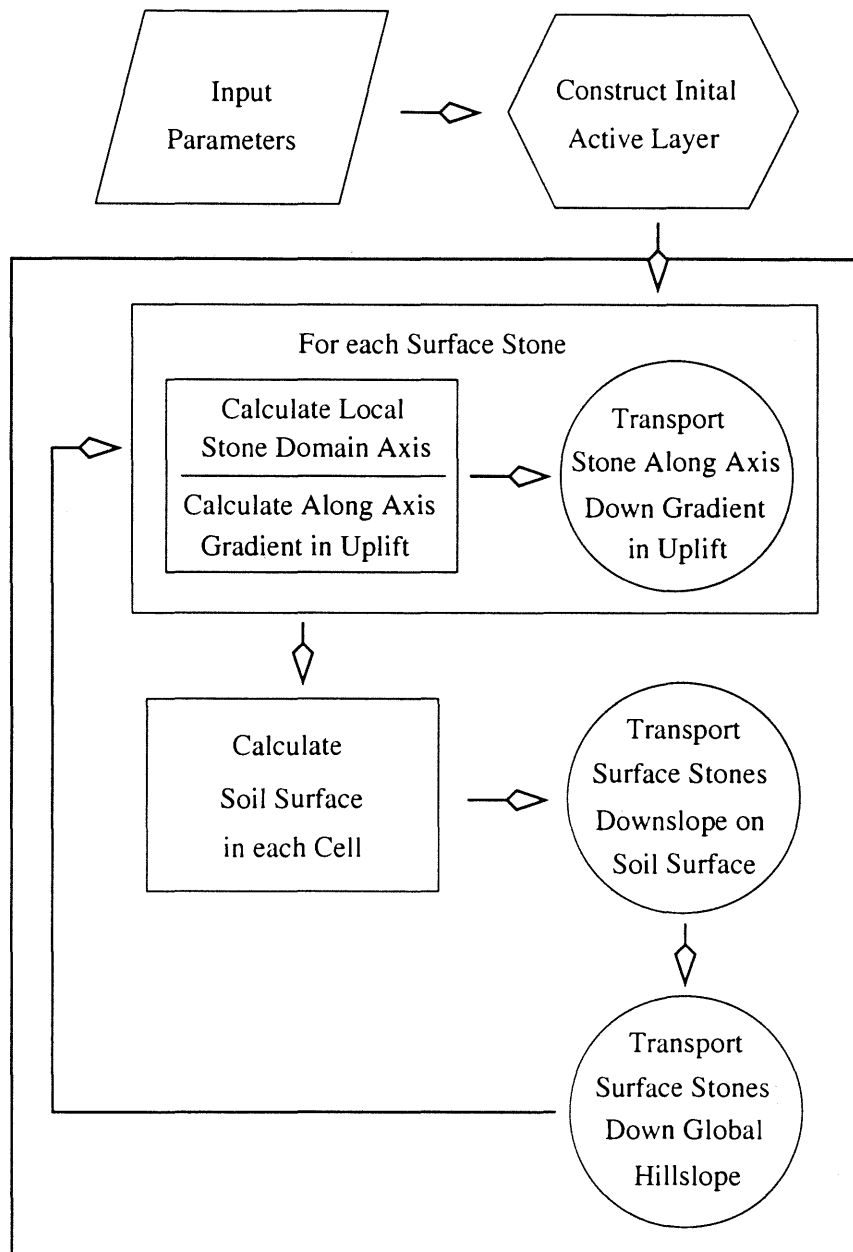 Input
Parameters
Construct Inital
Active Layer
For each Surface Stone
Calculate Local
Stone Domain Axis
Calculate Along Axis
Gradient in Uplift
Transport
Stone Along Axis
Down Gradient
in Uplift
Calculate
Soil Surface
in each Cell
Transport
Surface Stones
Downslope on
Soil Surface
Transport
Surface Stones
Down Global
Hillslope